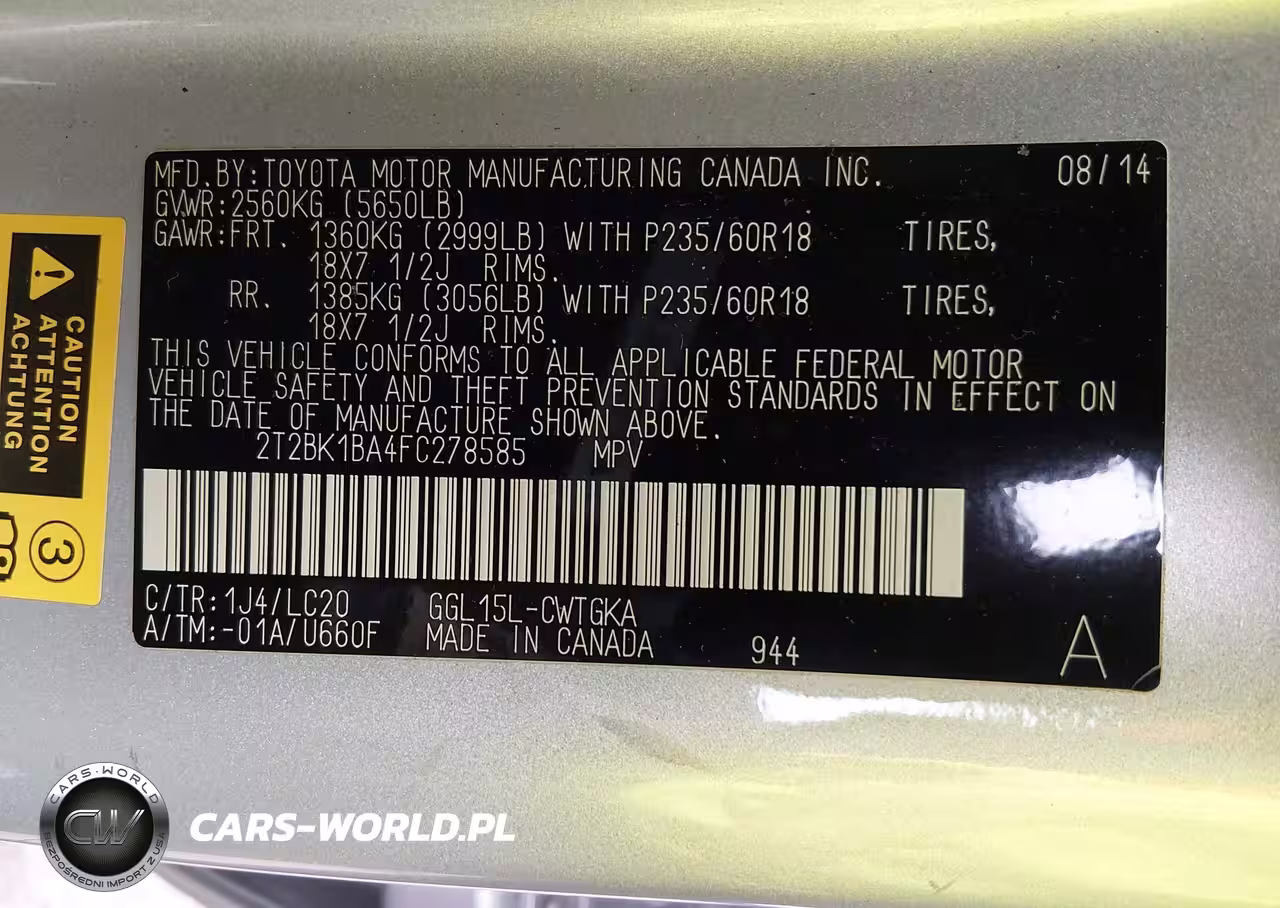 MFD.BY:TOYOTA MOTOR MANUFACTURING CANADA INC. 08/14
GVWR:2560KG (5650LB)
GAWR:FRT. 1360KG (2999LB) WITH P235/60R18 TIRES,
18X7 1/2J RIMS.
RR. 1385KG (3056LB) WITH P235/60R18 TIRES,
18X7 1/2J RIMS.
THIS VEHICLE CONFORMS TO ALL APPLICABLE FEDERAL MOTOR
VEHICLE SAFETY AND THEFT PREVENTION STANDARDS IN EFFECT ON
THE DATE OF MANUFACTURE SHOWN ABOVE.
2T2BK1BA4FC278585 MPV
C/TR:1J4/LC20 GGL15L-CWTGKA
A/TM:-01A/U660F MADE IN CANADA 944 A
CAUTION
ATTENTION
ACHTUNG
3
CARS-WORLD
CW
BEZPOŚREDNI IMPORT Z USA
CARS-WORLD.PL